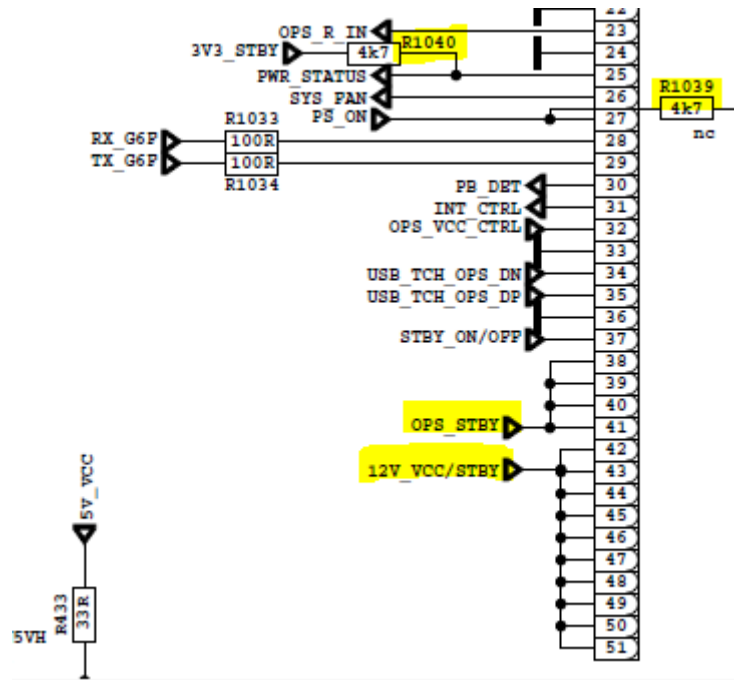 22
OPS_R_IN 23
3V3_STBY 4k7 R1040 24
PWR_STATUS 25
SYS_FAN 26 R1039
PS_ON 27 4k7
nc
R1033
RX_G6F 100R 28
TX_G6F 100R 29
R1034
PB_DET 30
INT_CTRL 31
OPS_VCC_CTRL 32
33
USB_TCH_OPS_DN 34
USB_TCH_OPS_DP 35
36
STBY_ON/OFF 37
38
39
40
OPS_STBY 41
42
12V_VCC/STBY 43
44
45
46
47
48
49
50
51
5V_VCC
R433 33R
5VH